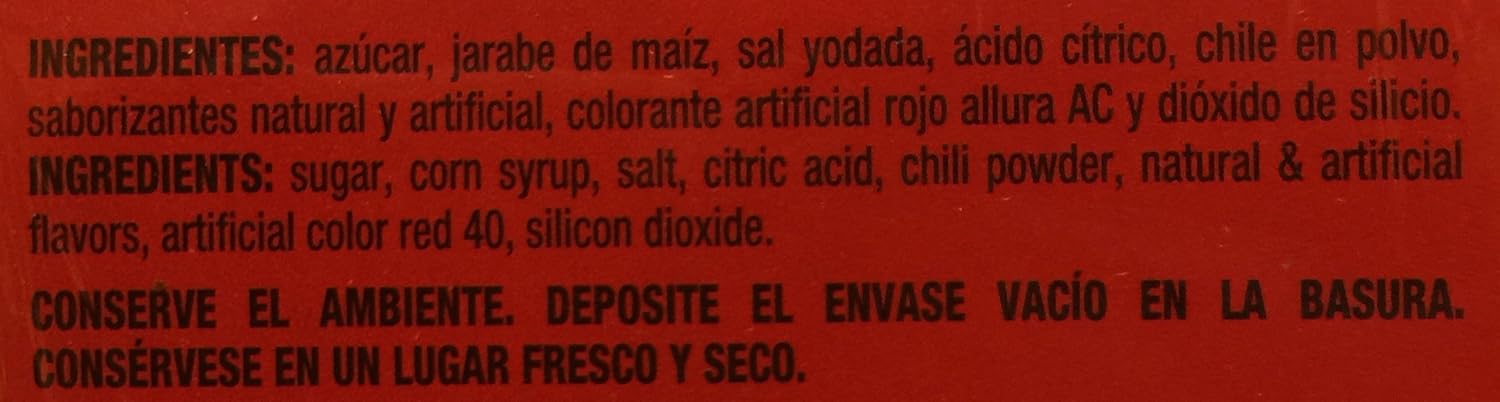 INGREDIENTES: azúcar, jarabe de maíz, sal yodada, ácido cítrico, chile en polvo,
saborizantes natural y artificial, colorante artificial rojo allura AC y dióxido de silicio.
INGREDIENTS: sugar, corn syrup, salt, citric acid, chili powder, natural & artificial
flavors, artificial color red 40, silicon dioxide.
CONSERVE EL AMBIENTE. DEPOSITE EL ENVASE VACÍO EN LA BASURA.
CONSÉRVESE EN UN LUGAR FRESCO Y SECO.